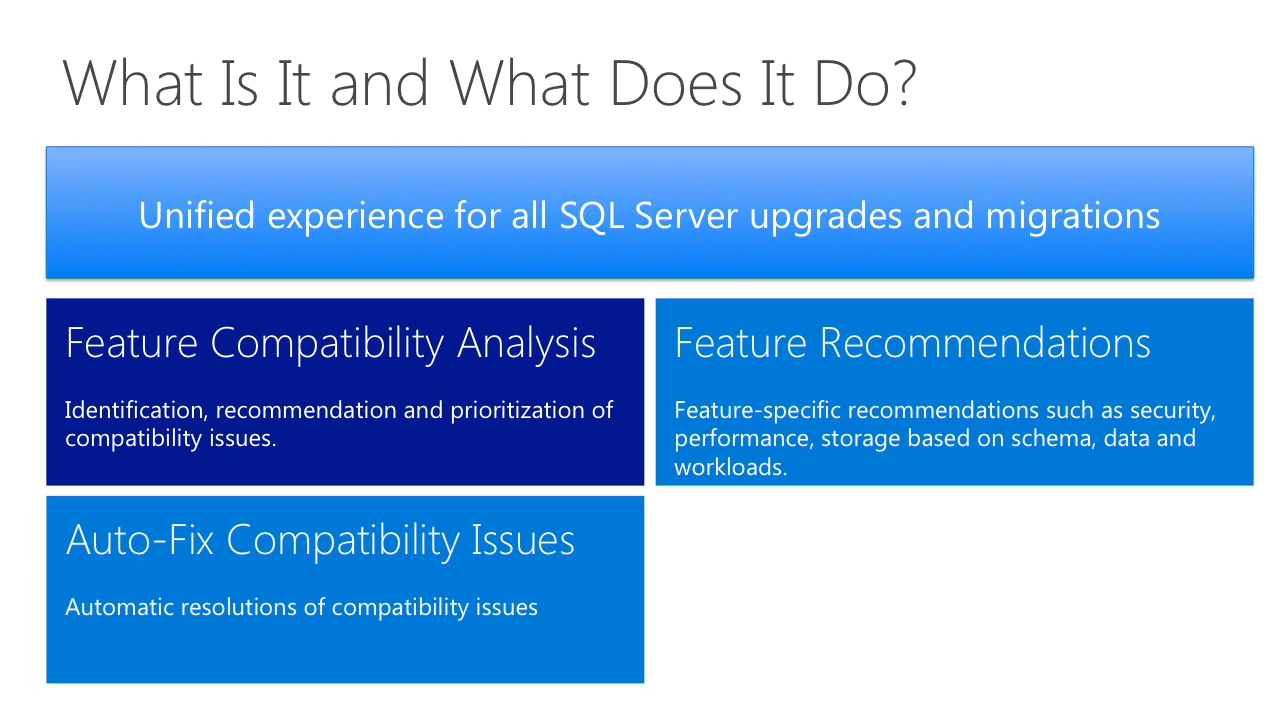 What Is It and What Does It Do?
Unified experience for all SQL Server upgrades and migrations
Feature Compatibility Analysis
Identification, recommendation and prioritization of
compatibility issues.
Feature Recommendations
Feature-specific recommendations such as security,
performance, storage based on schema, data and
workloads.
Auto-Fix Compatibility Issues
Automatic resolutions of compatibility issues